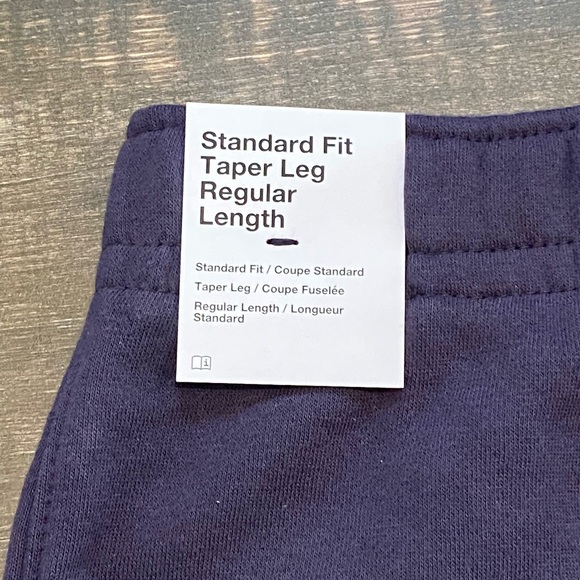 Standard Fit
Taper Leg
Regular
Length
Standard Fit / Coupe Standard
Taper Leg / Coupe Fuselée
Regular Length / Longueur
Standard
i